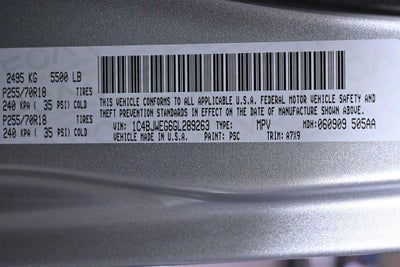 2495 KG 5500 LB
P255/70R18
240 KPA ( 35 PSI) COLD
P255/70R18
240 KPA ( 35 PSI) COLD
THIS VEHICLE CONFORMS TO ALL APPLICABLE U.S.A. FEDERAL MOTOR VEHICLE SAFETY AND
THEFT PREVENTION STANDARDS IN EFFECT ON THE DATE OF MANUFACTURE SHOWN ABOVE
VIN: 1C4BJWEG6GL289263 TYPE: MPV MDH: 060909 505AA
VEHICLE MADE IN U.S.A. PAINT: PSC TRIM: A7X9